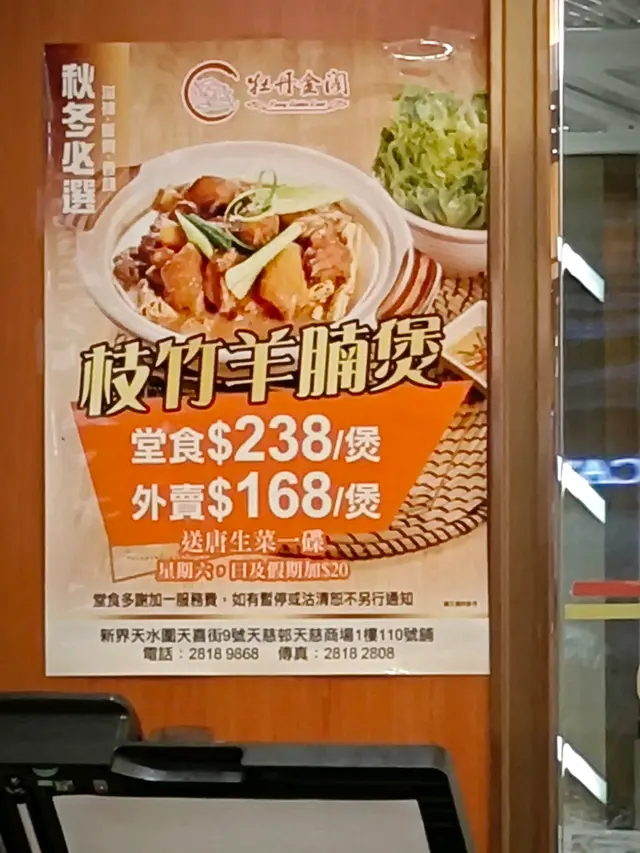 牡丹金閣
秋冬必選
枝竹羊腩煲
堂食$238/煲
外賣$168/煲
送唐生菜一碟
星期六，日及假期加$20
堂食多謝加一服務費，如有暫停或沽清恕不另行通知
新界天水圍天喜街9號天慈邨天慈商場1樓110號舖
電話：2818 9868 傳真：2818 2808